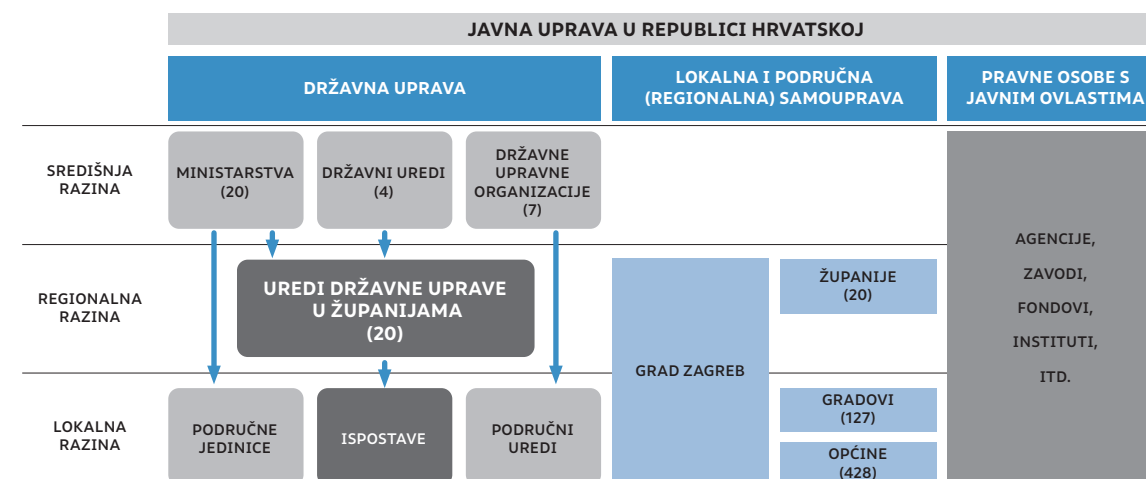 JAVNA UPRAVA U REPUBLICI HRVATSKOJ
DRŽAVNA UPRAVA
LOKALNA I PODRUČNA
(REGIONALNA) SAMOUPRAVA
PRAVNE OSOBE S
JAVNIM OVLASTIMA
SREDIŠNJA
RAZINA
MINISTARSTVA
(20)
DRŽAVNI UREDI
(4)
DRŽAVNE
UPRAVNE
ORGANIZACIJE
(7)
REGIONALNA
RAZINA
UREDI DRŽAVNE UPRAVE
U ŽUPANIJAMA
(20)
GRAD ZAGREB
ŽUPANIJE
(20)
AGENCIJE,
ZAVODI,
FONDOVI,
INSTITUTI,
ITD.
LOKALNA
RAZINA
PODRUČNE
JEDINICE
ISPOSTAVE
PODRUČNI
UREDI
GRADOVI
(127)
OPĆINE
(428)